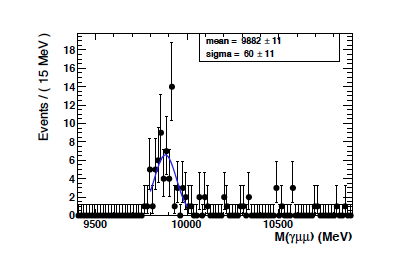 mean = 9882 ± 11
sigma = 60 ± 11
Events / ( 15 MeV )
18
16
14
12
10
8
6
4
2
0
9500 10000 10500
M(γμμ) (MeV)